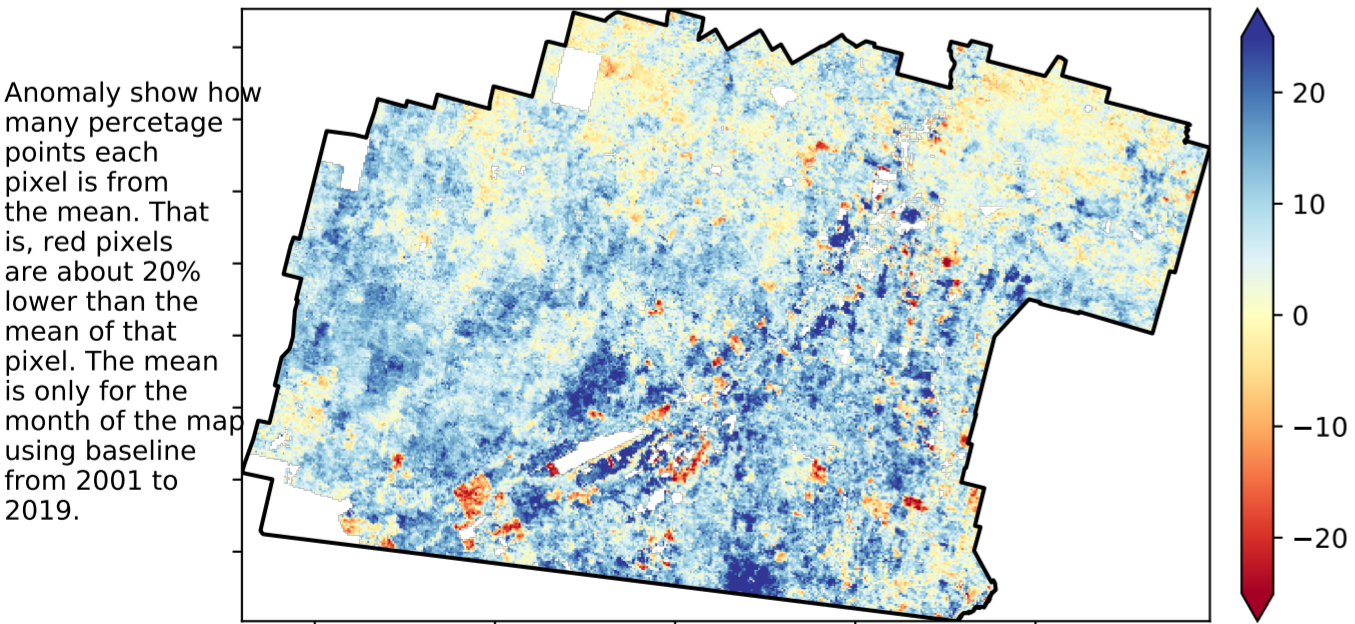 Anomaly show how
many percetage
points each
pixel is from
the mean. That
is, red pixels
are about 20%
lower than the
mean of that
pixel. The mean
is only for the
month of the map
using baseline
from 2001 to
2019.
20
10
0
−10
−20